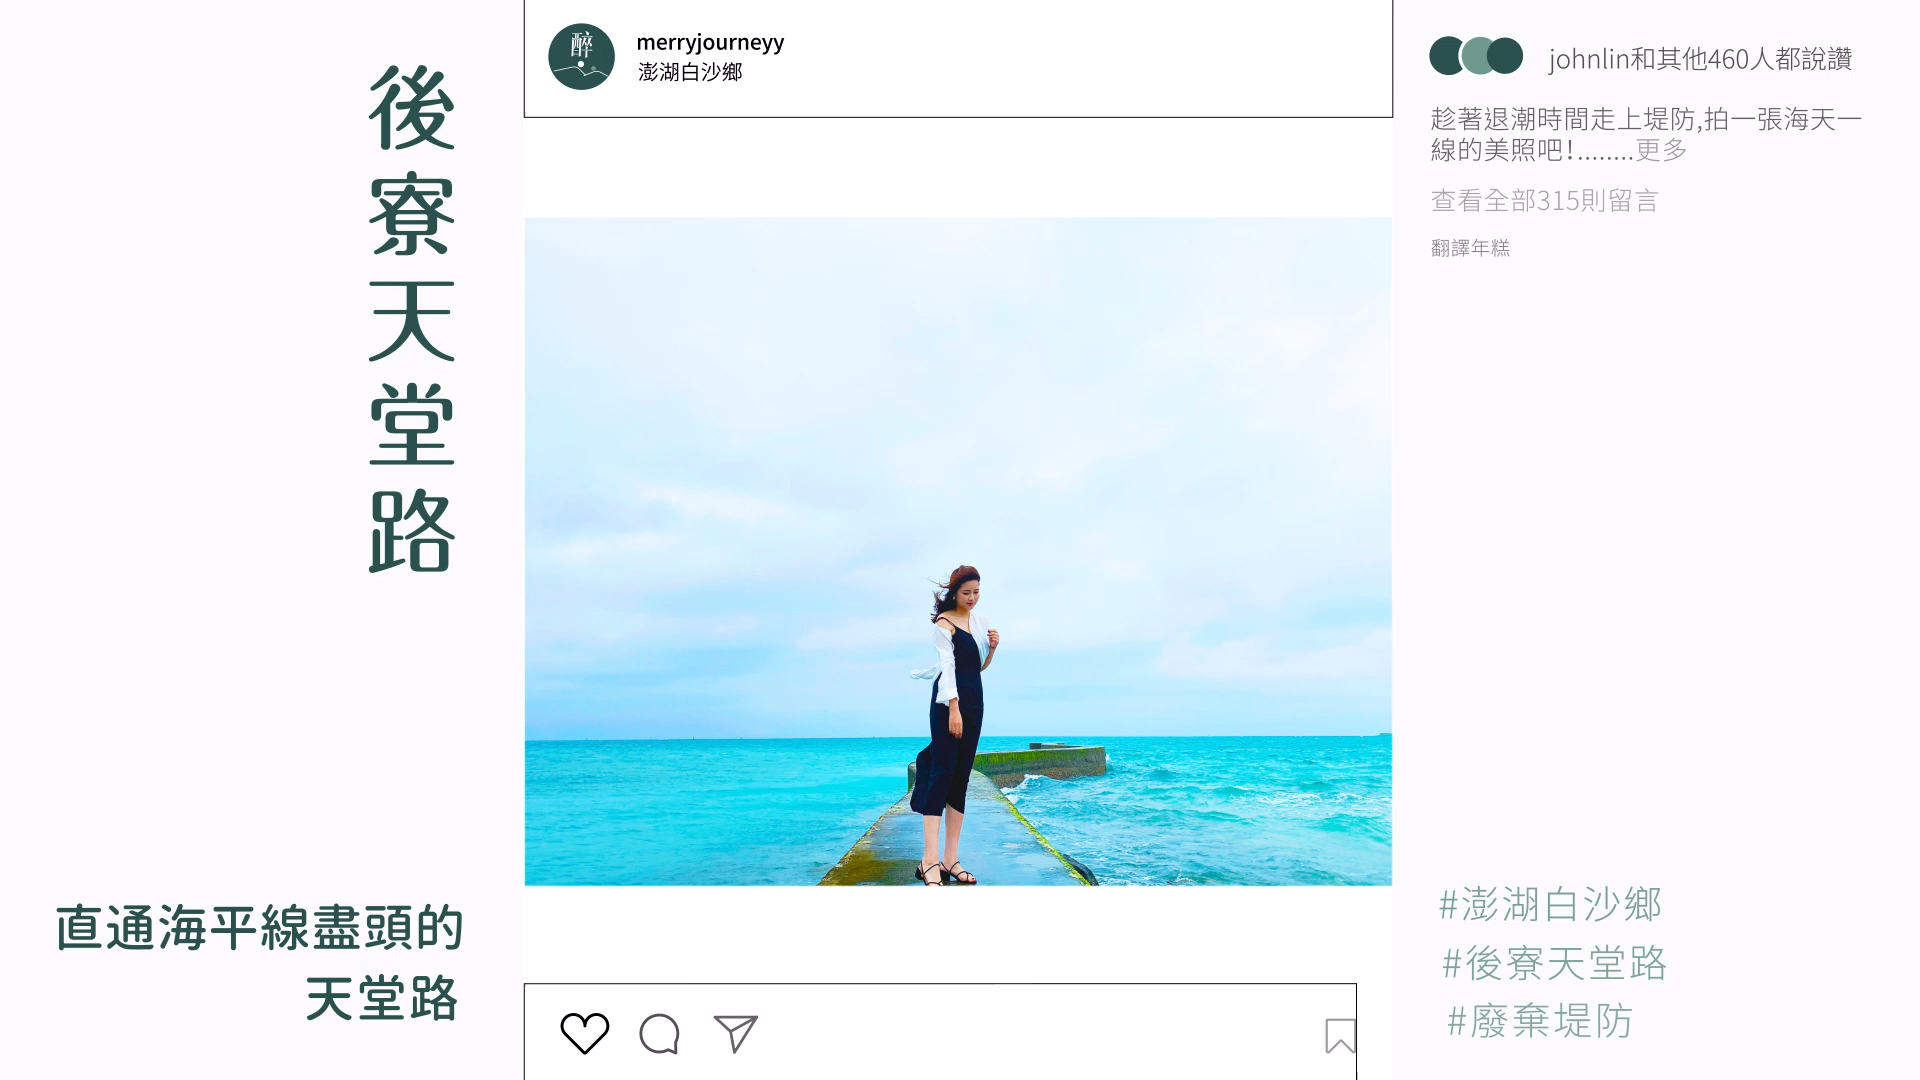 後寮天堂路
直通海平線盡頭的
天堂路
醉
merryjourneyy
澎湖白沙鄉
johnlin和其他460人都說讚
趁著退潮時間走上堤防,拍一張海天一
線的美照吧!........更多
查看全部315則留言
翻譯年糕
#澎湖白沙鄉
#後寮天堂路
#廢棄堤防